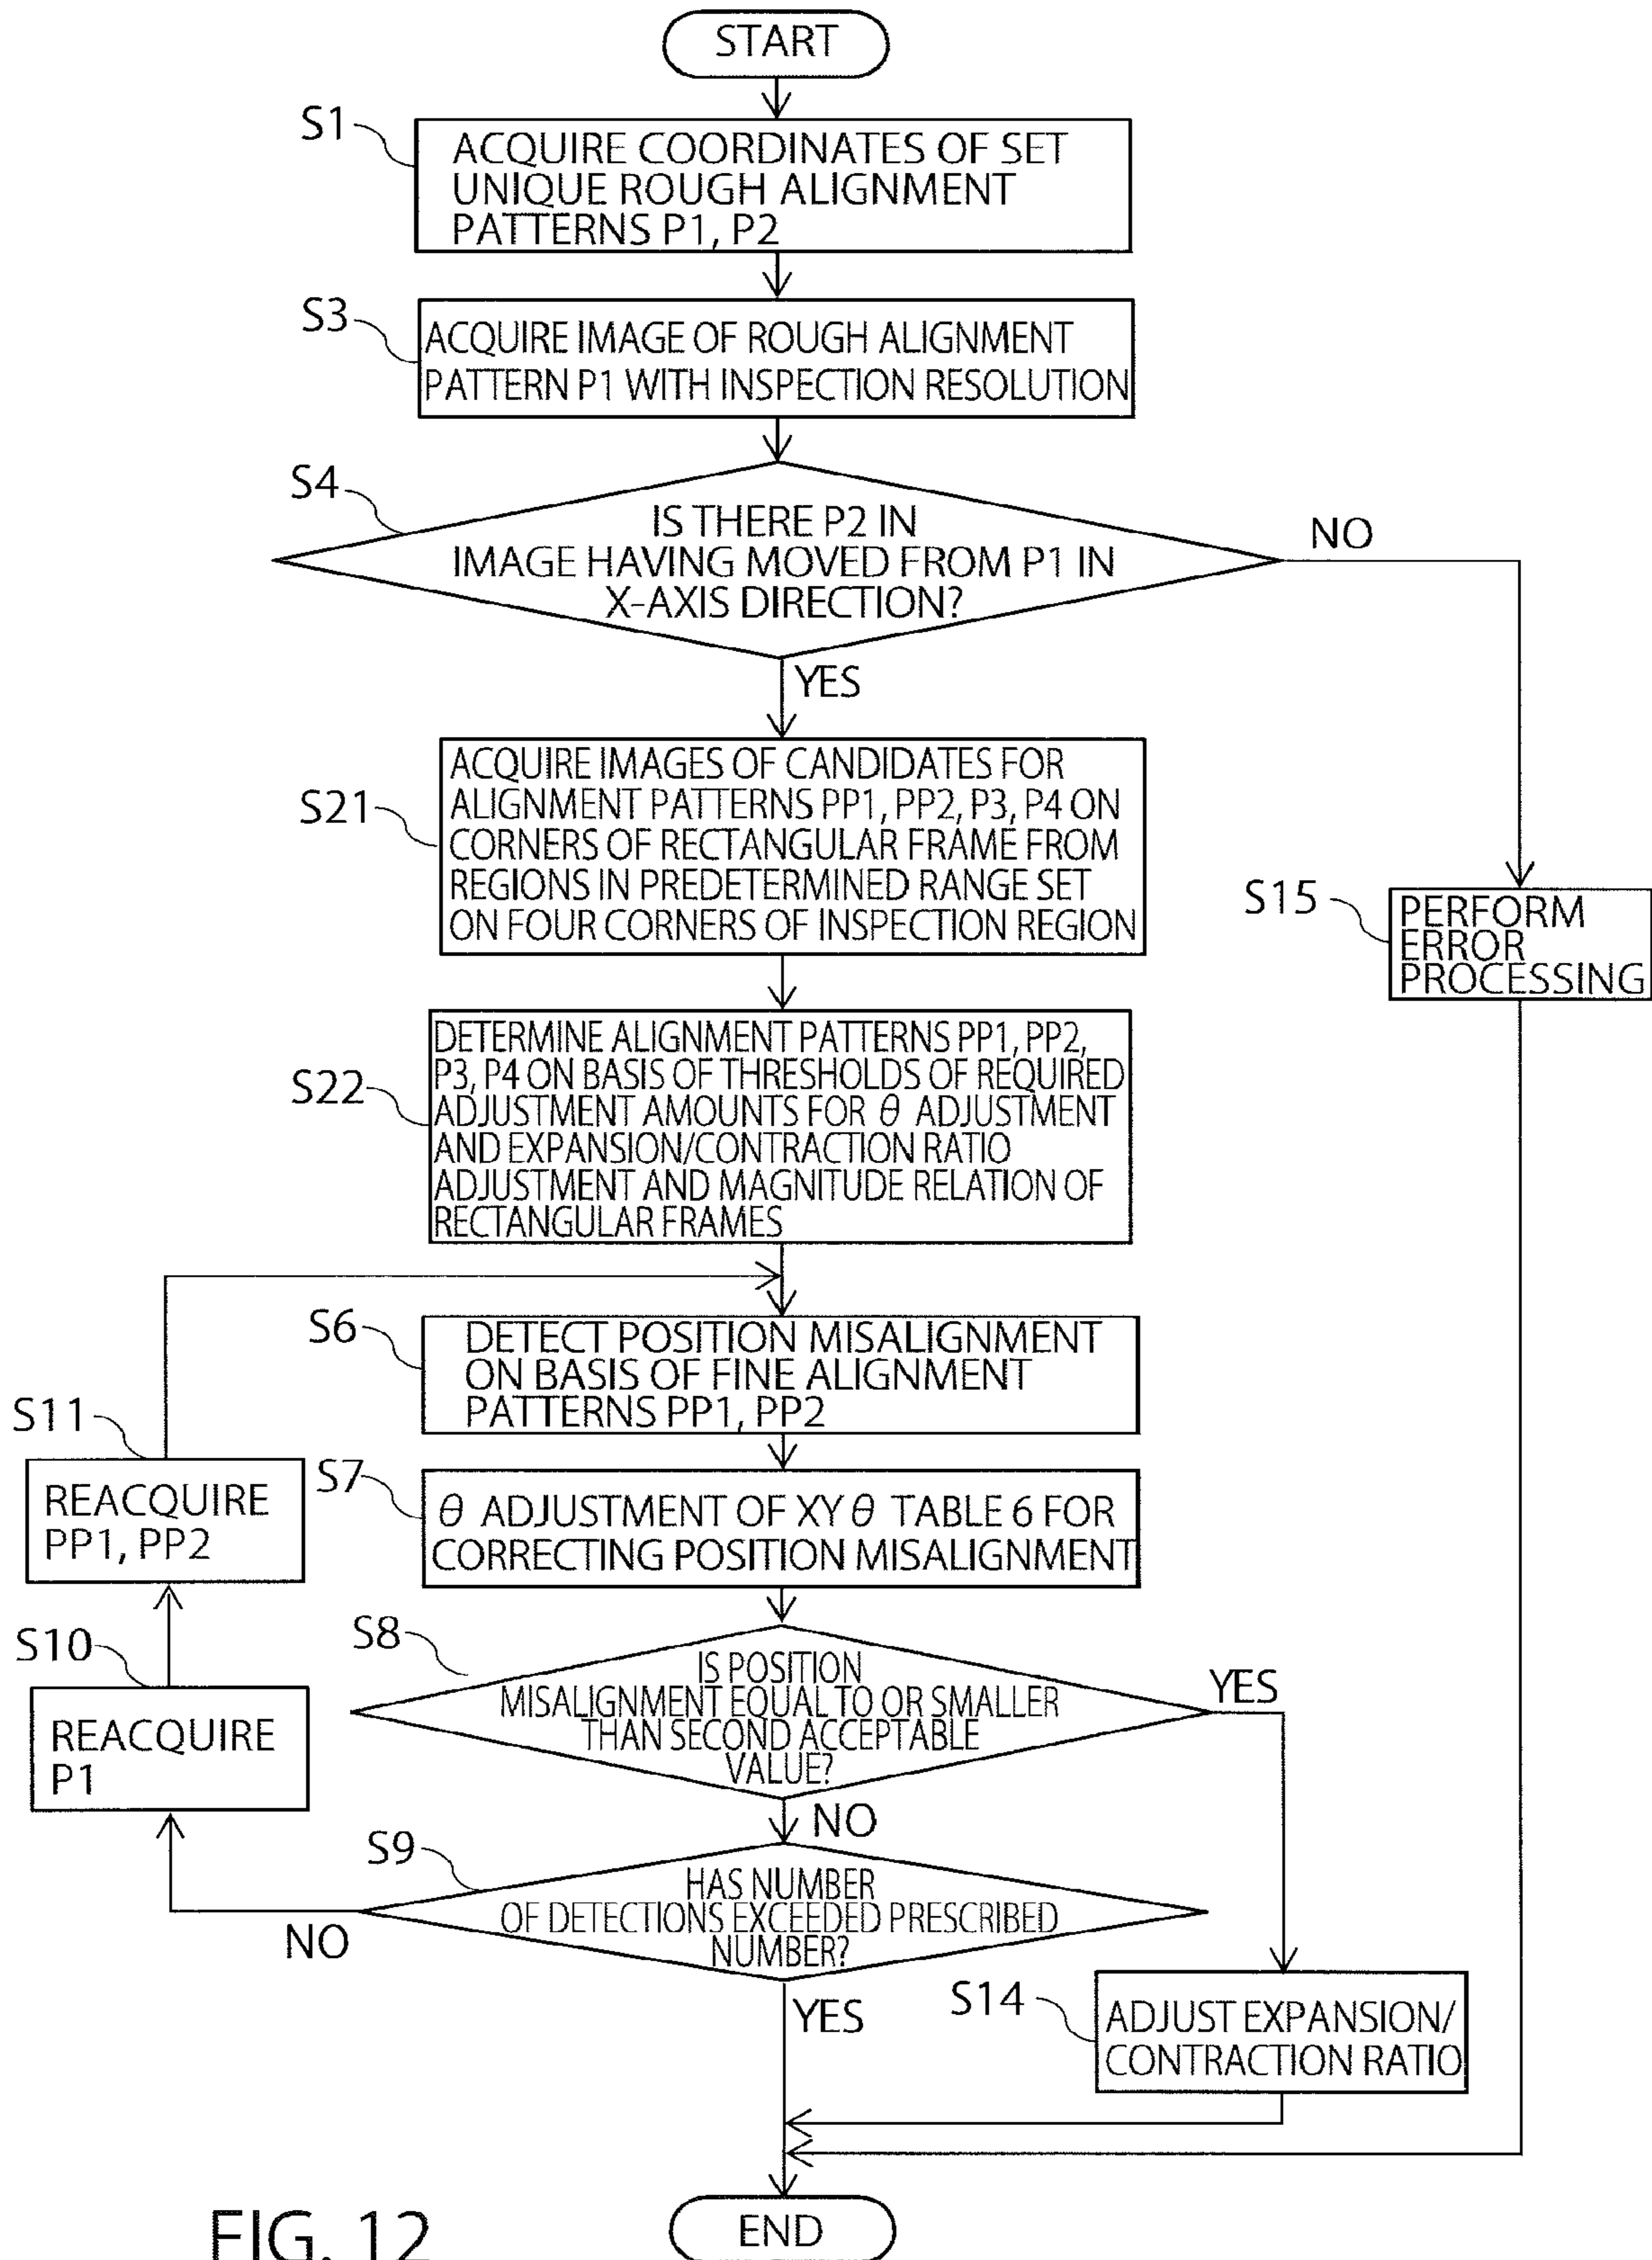 START
S1
ACQUIRE COORDINATES OF SET
UNIQUE ROUGH ALIGNMENT
PATTERNS P1, P2
S3
ACQUIRE IMAGE OF ROUGH ALIGNMENT
PATTERN P1 WITH INSPECTION RESOLUTION
S4
IS THERE P2 IN
IMAGE HAVING MOVED FROM P1 IN
X-AXIS DIRECTION?
NO
YES
S21
ACQUIRE IMAGES OF CANDIDATES FOR
ALIGNMENT PATTERNS PP1, PP2, P3, P4 ON
CORNERS OF RECTANGULAR FRAME FROM
REGIONS IN PREDETERMINED RANGE SET
ON FOUR CORNERS OF INSPECTION REGION
S15
PERFORM
ERROR
PROCESSING
S22
DETERMINE ALIGNMENT PATTERNS PP1, PP2,
P3, P4 ON BASIS OF THRESHOLDS OF REQUIRED
ADJUSTMENT AMOUNTS FOR θ ADJUSTMENT
AND EXPANSION/CONTRACTION RATIO
ADJUSTMENT AND MAGNITUDE RELATION OF
RECTANGULAR FRAMES
S6
DETECT POSITION MISALIGNMENT
ON BASIS OF FINE ALIGNMENT
PATTERNS PP1, PP2
S11
REACQUIRE
PP1, PP2
S7
θ ADJUSTMENT OF XYθ TABLE 6 FOR
CORRECTING POSITION MISALIGNMENT
S10
REACQUIRE
P1
S8
IS POSITION
MISALIGNMENT EQUAL TO OR SMALLER
THAN SECOND ACCEPTABLE
VALUE?
YES
NO
S9
HAS NUMBER
OF DETECTIONS EXCEEDED PRESCRIBED
NUMBER?
NO
YES
S14
ADJUST EXPANSION/
CONTRACTION RATIO
END
FIG. 12